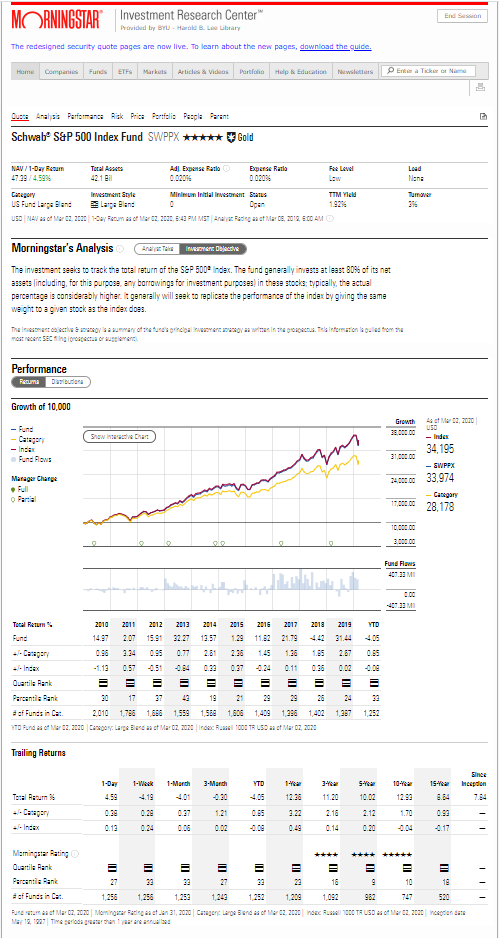 MORNINGSTAR® Investment Research Center℠
Provided by BYU – Harold B. Lee Library
End Session
The redesigned security quote pages are now live. To learn about the new pages, download the guide.
Home Companies Funds ETFs Markets Articles & Videos Portfolio Help & Education Newsletters Enter a Ticker or Name
Quote Analysis Performance Risk Price Portfolio People Parent
Schwab® S&P 500 Index Fund SWPPX ★★★★★ Gold
NAV / 1-Day Return Total Assets Adj. Expense Ratio Expense Ratio Fee Level Load
47.39 / 4.59% 42.1 Bil 0.020% 0.020% Low None
Category Investment Style Minimum Initial Investment Status TTM Yield Turnover
US Fund Large Blend Large Blend 0 Open 1.92% 3%
USD | NAV as of Mar 02, 2020 | 1-Day Return as of Mar 02, 2020, 6:43 PM MST | Analyst Rating as of Mar 08, 2019, 6:00 AM
Morningstar's Analysis Analyst Take Investment Objective
The investment seeks to track the total return of the S&P 500® Index. The fund generally invests at least 80% of its net
assets (including, for this purpose, any borrowings for investment purposes) in these stocks; typically, the actual
percentage is considerably higher. It generally will seek to replicate the performance of the index by giving the same
weight to a given stock as the index does.
The investment objective & strategy is a summary of the fund's principal investment strategy as written in the prospectus. This information is pulled from the
most recent SEC filing (prospectus or supplement).
Performance
Returns Distributions
Growth of 10,000
Fund
Category
Index
Fund Flows
Manager Change
Full
Partial
Show Interactive Chart
Growth
38,000.00
31,000.00
24,000.00
17,000.00
10,000.00
3,000.00
As of Mar 02, 2020 |
USD
Index
34,195
SWPPX
33,974
Category
28,178
Fund Flows
407.33 Mil
0.00
-407.33 Mil
Total Return % 2010 2011 2012 2013 2014 2015 2016 2017 2018 2019 YTD
Fund 14.97 2.07 15.91 32.27 13.57 1.29 11.82 21.79 -4.42 31.44 -4.05
+/- Category 0.96 3.34 0.95 0.77 2.61 2.36 1.45 1.36 1.85 2.67 0.85
+/- Index -1.13 0.57 -0.51 -0.84 0.33 0.37 -0.24 0.11 0.36 0.02 -0.08
Quartile Rank
Percentile Rank 30 17 37 43 19 21 29 29 26 24 33
# of Funds in Cat. 2,010 1,786 1,686 1,559 1,568 1,606 1,409 1,396 1,402 1,387 1,252
YTD Fund as of Mar 02, 2020 | Category: Large Blend as of Mar 02, 2020 | Index: Russell 1000 TR USD as of Mar 02, 2020
Trailing Returns
1-Day 1-Week 1-Month 3-Month YTD 1-Year 3-Year 5-Year 10-Year 15-Year Since
Inception
Total Return % 4.59 -4.19 -4.01 -0.30 -4.05 12.36 11.20 10.02 12.93 8.64 7.64
+/- Category 0.38 0.28 0.37 1.21 0.85 3.22 2.16 2.12 1.70 0.93 —
+/- Index 0.13 0.24 0.06 0.02 -0.08 0.49 0.14 0.20 -0.04 -0.17 —
Morningstar Rating ★★★★ ★★★★ ★★★★★
Quartile Rank —
Percentile Rank 27 33 33 27 33 23 16 9 10 18 —
# of Funds in Cat. 1,256 1,256 1,253 1,243 1,252 1,209 1,092 962 747 520 —
Fund return as of Mar 02, 2020 | Morningstar Rating as of Jan 31, 2020 | Category: Large Blend as of Mar 02, 2020 | Index: Russell 1000 TR USD as of Mar 02, 2020 | Inception date
May 19, 1997 | Time periods greater than 1 year are annualized